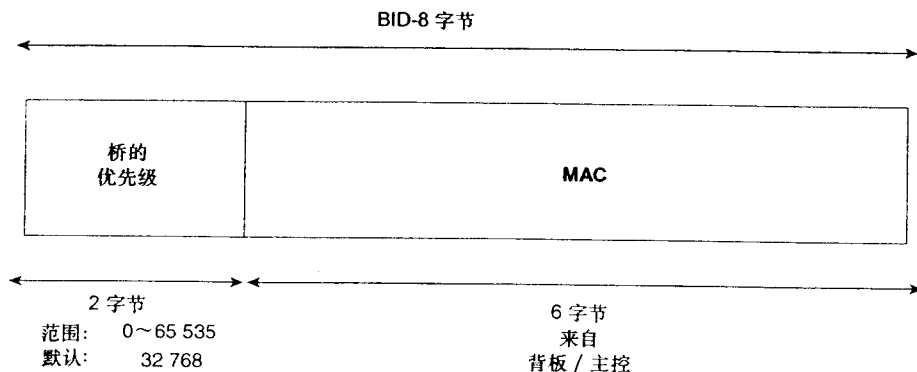 BID-8 字节
桥的
优先级
MAC
2 字节
范围: 0～65 535
默认: 32 768
6 字节
来自
背板 / 主控